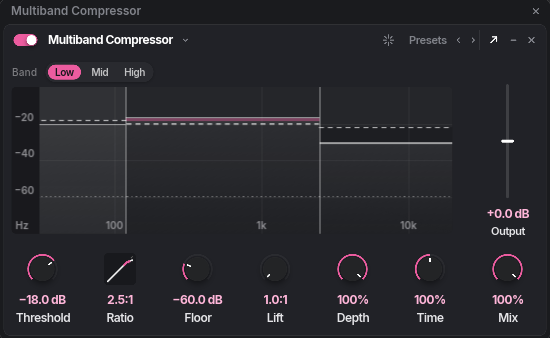 Multiband Compressor
Multiband Compressor
Presets
Band Low Mid High
−20
−40
−60
Hz 100 1k 10k
+0.0 dB
Output
−18.0 dB 2.5:1 −60.0 dB 1.0:1 100% 100% 100%
Threshold Ratio Floor Lift Depth Time Mix